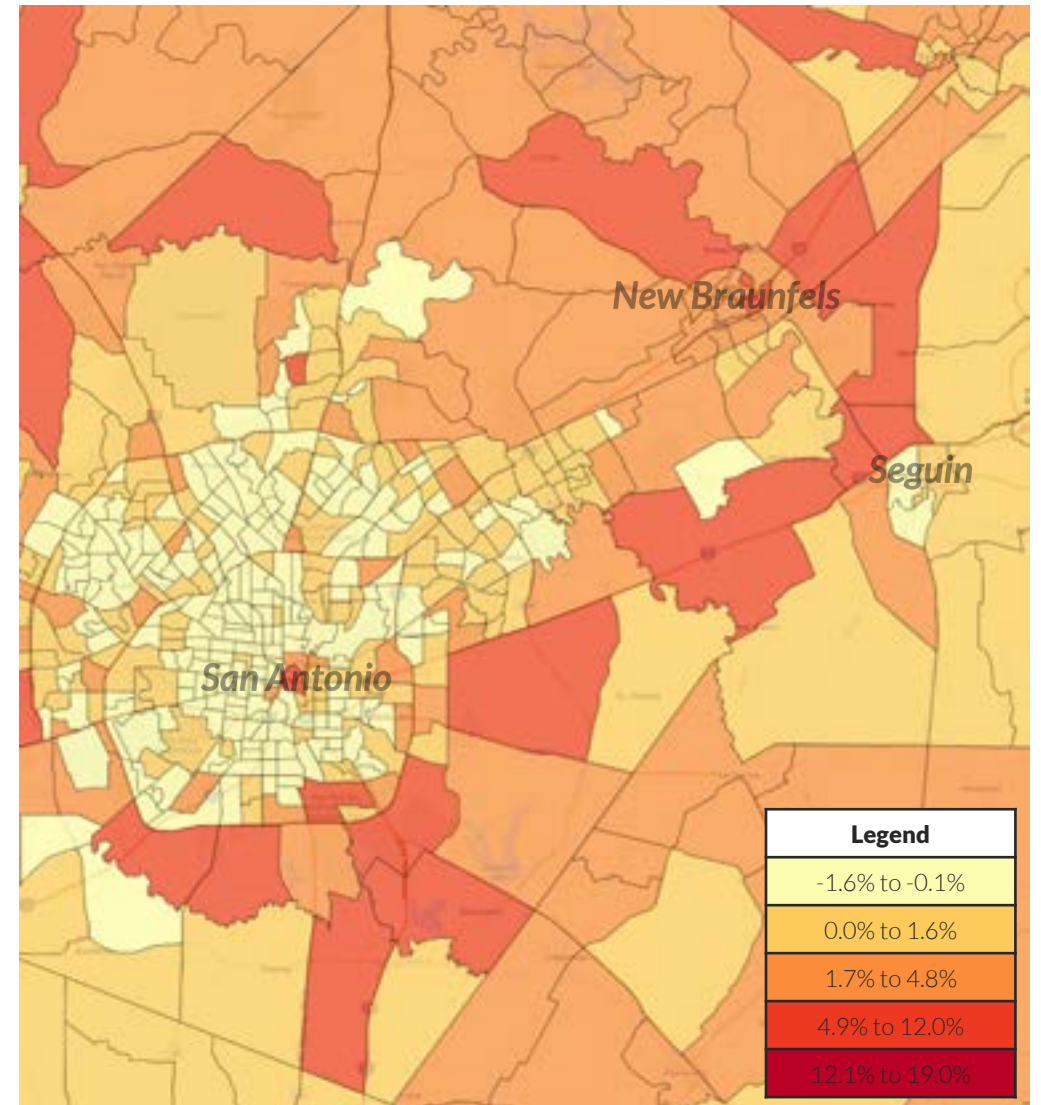 New Braunfels
Seguin
San Antonio
Legend
-1.6% to -0.1%
0.0% to 1.6%
1.7% to 4.8%
4.9% to 12.0%
12.1% to 19.0%